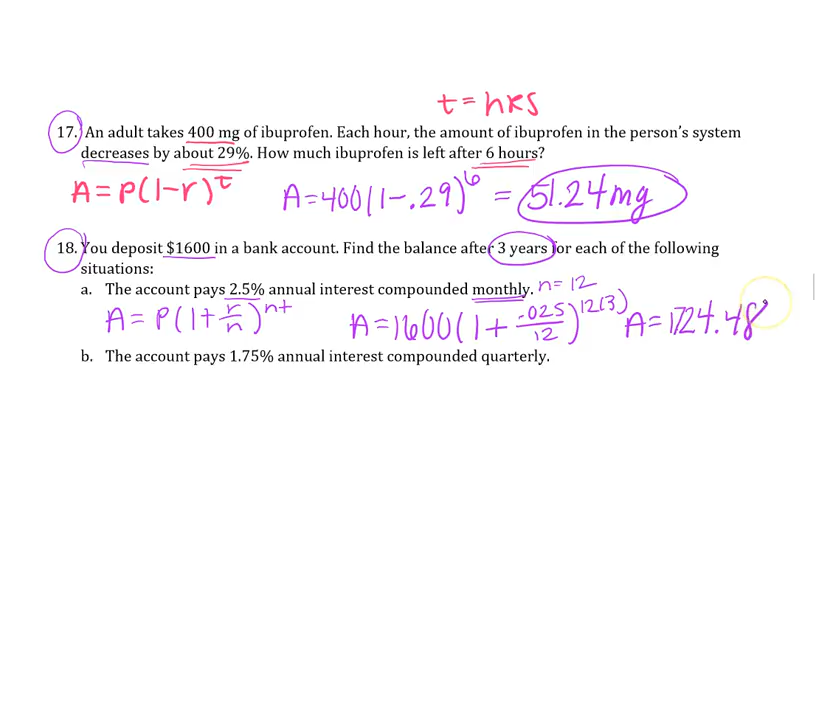 t = hrs
17. An adult takes 400 mg of ibuprofen. Each hour, the amount of ibuprofen in the person's system
decreases by about 29%. How much ibuprofen is left after 6 hours?
A = P(1-r)^t A = 400(1-.29)^6 = 51.24mg
18. You deposit $1600 in a bank account. Find the balance after 3 years for each of the following
situations:
a. The account pays 2.5% annual interest compounded monthly. n = 12
A = P(1+r/n)^nt A = 1600(1+.025/12)^12(3) A = 1724.48
b. The account pays 1.75% annual interest compounded quarterly.